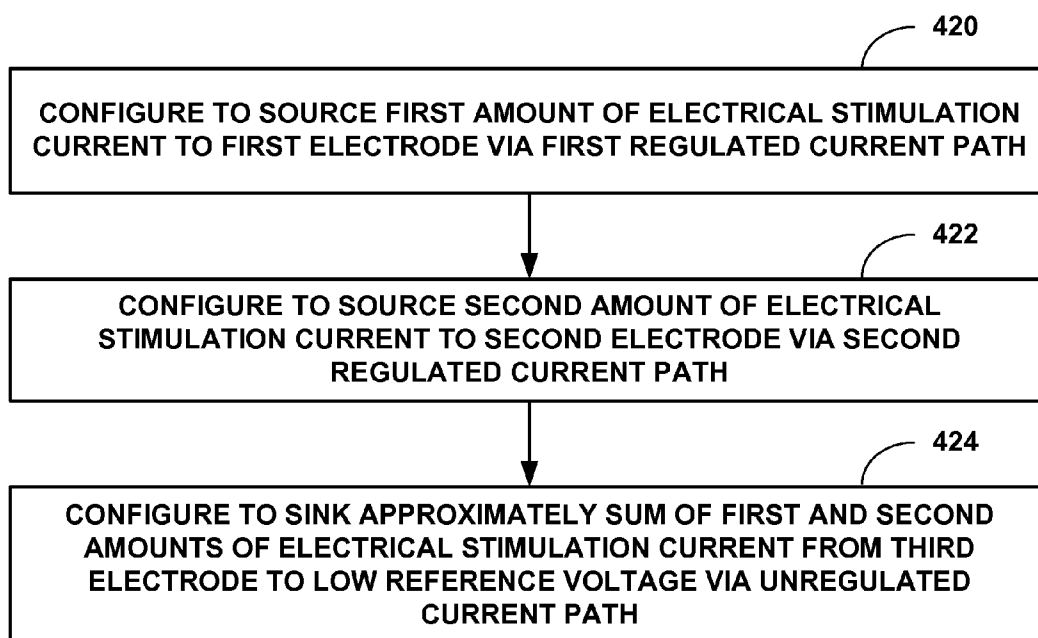 420
CONFIGURE TO SOURCE FIRST AMOUNT OF ELECTRICAL STIMULATION
CURRENT TO FIRST ELECTRODE VIA FIRST REGULATED CURRENT PATH
422
CONFIGURE TO SOURCE SECOND AMOUNT OF ELECTRICAL
STIMULATION CURRENT TO SECOND ELECTRODE VIA SECOND
REGULATED CURRENT PATH
424
CONFIGURE TO SINK APPROXIMATELY SUM OF FIRST AND SECOND
AMOUNTS OF ELECTRICAL STIMULATION CURRENT FROM THIRD
ELECTRODE TO LOW REFERENCE VOLTAGE VIA UNREGULATED
CURRENT PATH